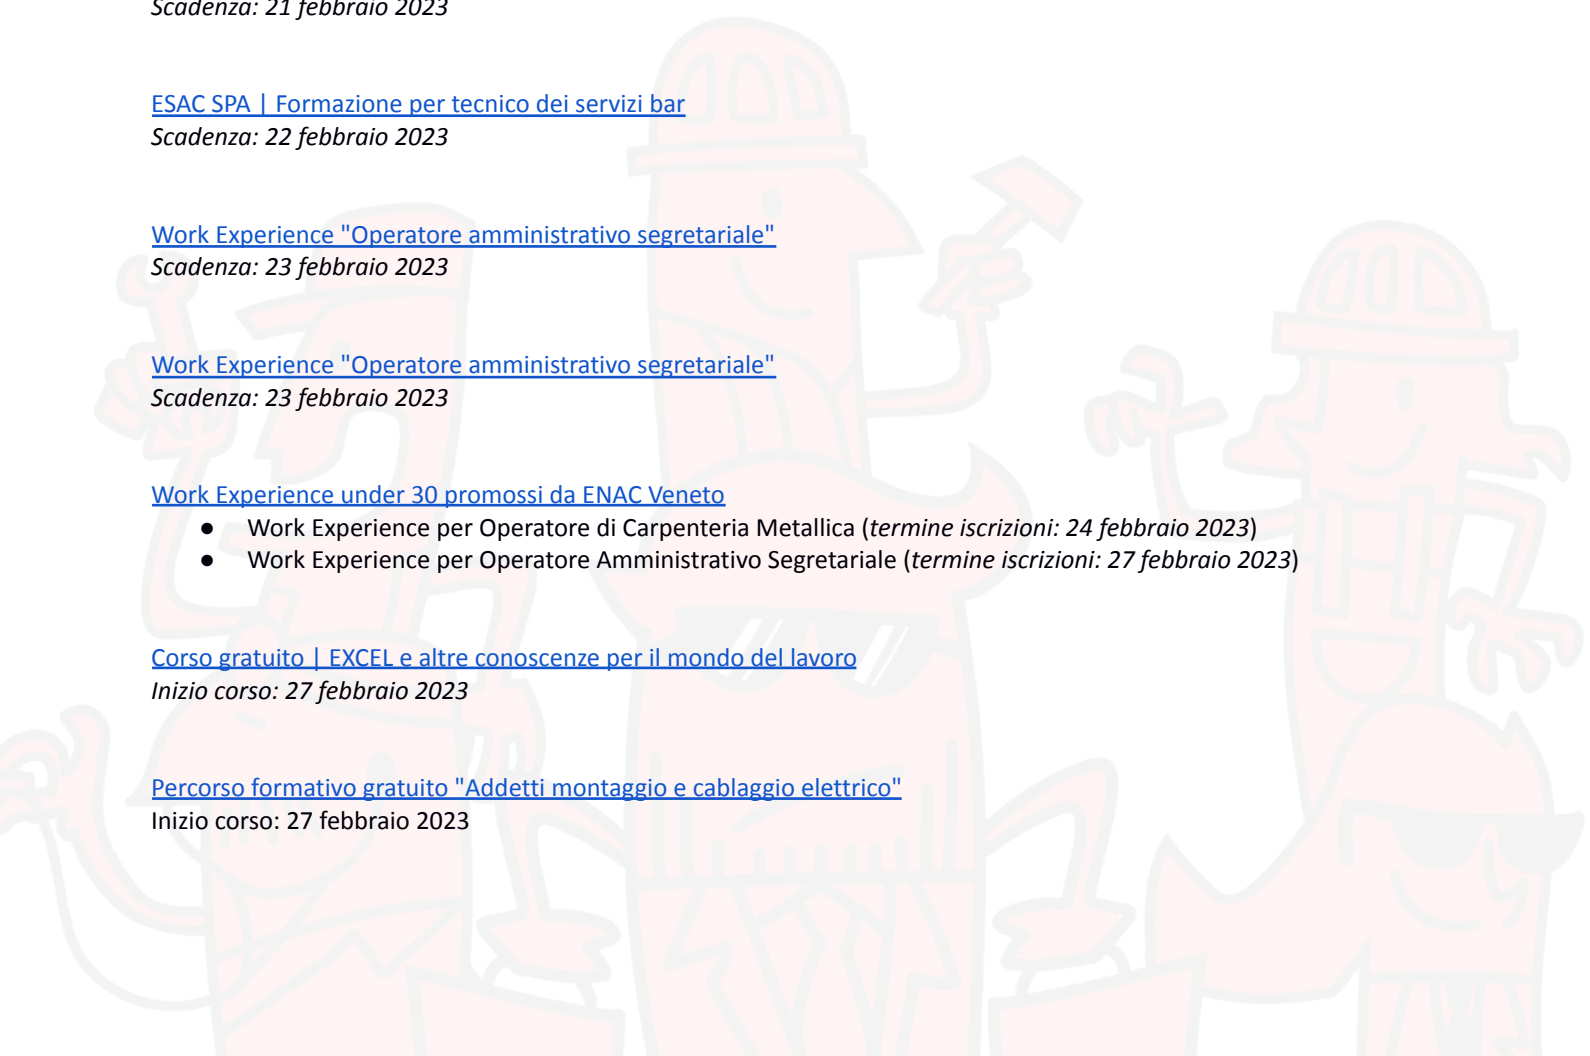 Scadenza: 21 febbraio 2023
ESAC SPA | Formazione per tecnico dei servizi bar
Scadenza: 22 febbraio 2023
Work Experience "Operatore amministrativo segretariale"
Scadenza: 23 febbraio 2023
Work Experience "Operatore amministrativo segretariale"
Scadenza: 23 febbraio 2023
Work Experience under 30 promossi da ENAC Veneto
● Work Experience per Operatore di Carpenteria Metallica (termine iscrizioni: 24 febbraio 2023)
● Work Experience per Operatore Amministrativo Segretariale (termine iscrizioni: 27 febbraio 2023)
Corso gratuito | EXCEL e altre conoscenze per il mondo del lavoro
Inizio corso: 27 febbraio 2023
Percorso formativo gratuito "Addetti montaggio e cablaggio elettrico"
Inizio corso: 27 febbraio 2023